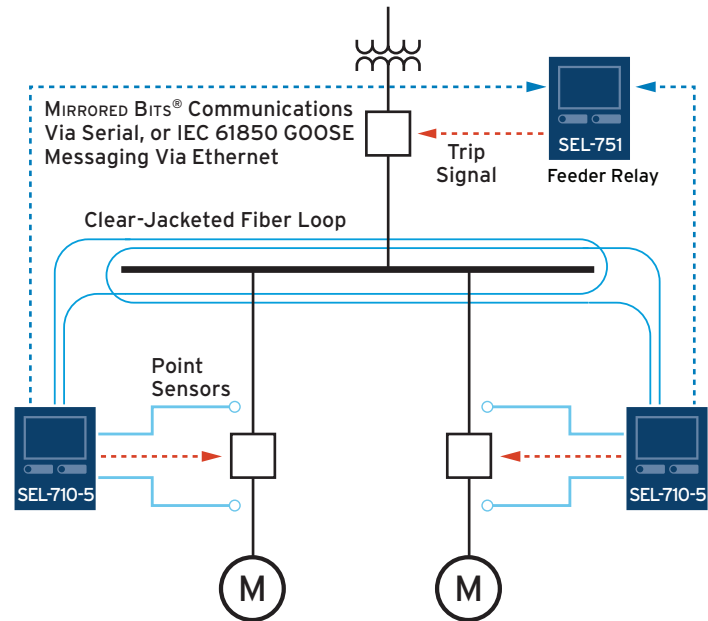 MIRRORED BITS® Communications
Via Serial, or IEC 61850 GOOSE
Messaging Via Ethernet
Trip
Signal
SEL-751
Feeder Relay
Clear-Jacketed Fiber Loop
Point
Sensors
SEL-710-5
SEL-710-5
M
M